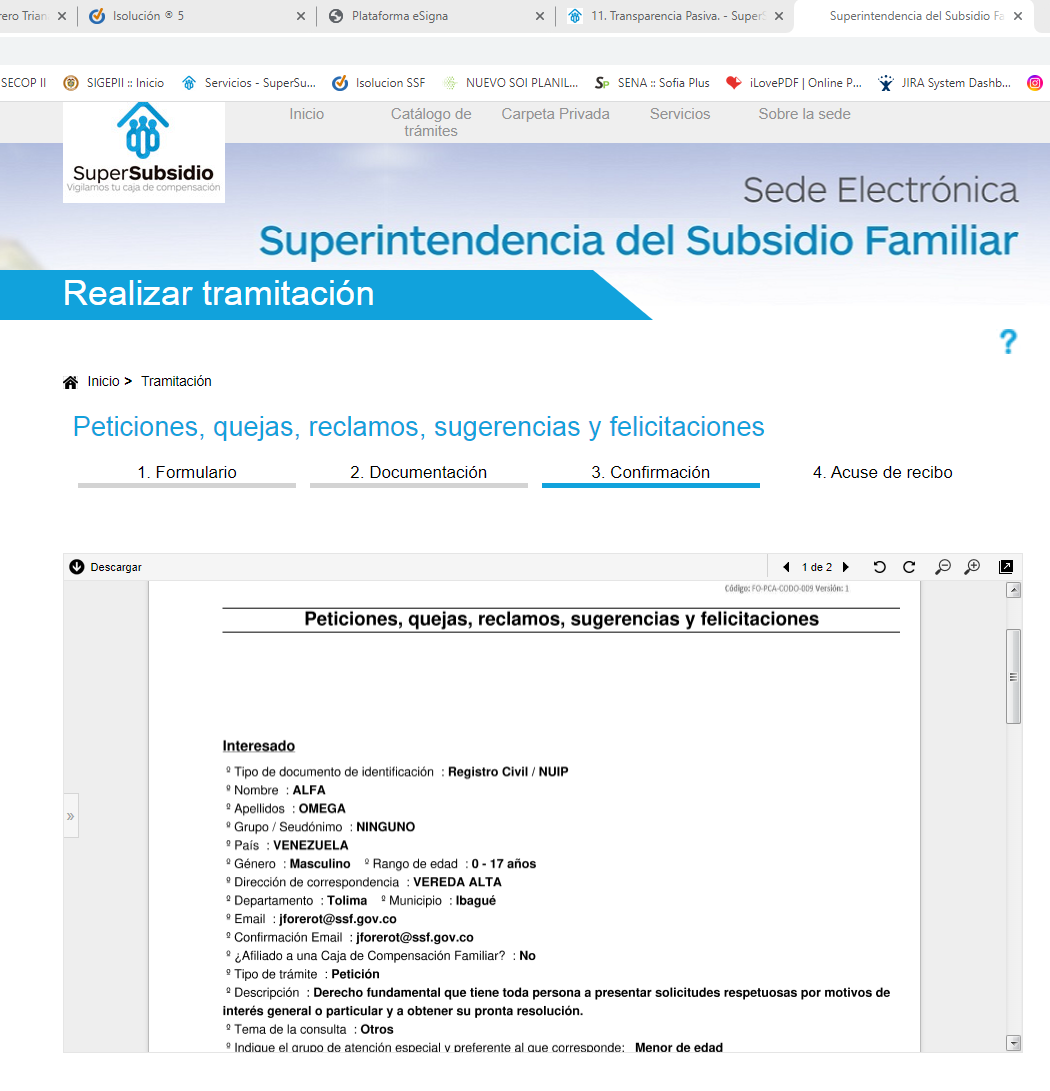 rero Trian
Isolución ® 5
Plataforma eSigna
11. Transparencia Pasiva. - SuperS
Superintendencia del Subsidio Fa
SECOP II
SIGEPII :: Inicio
Servicios - SuperSu...
Isolucion SSF
NUEVO SOI PLANIL...
SENA :: Sofia Plus
iLovePDF | Online P...
JIRA System Dashb...
Inicio
Catálogo de
trámites
Carpeta Privada
Servicios
Sobre la sede
SuperSubsidio
Vigilamos tu caja de compensación
Sede Electrónica
Superintendencia del Subsidio Familiar
Realizar tramitación
?
Inicio > Tramitación
Peticiones, quejas, reclamos, sugerencias y felicitaciones
1. Formulario
2. Documentación
3. Confirmación
4. Acuse de recibo
Descargar
1 de 2
Código: FO-PCA-CODO-009 Versión: 1
Peticiones, quejas, reclamos, sugerencias y felicitaciones
Interesado
º Tipo de documento de identificación : Registro Civil / NUIP
º Nombre : ALFA
º Apellidos : OMEGA
º Grupo / Seudónimo : NINGUNO
º País : VENEZUELA
º Género : Masculino º Rango de edad : 0 - 17 años
º Dirección de correspondencia : VEREDA ALTA
º Departamento : Tolima º Municipio : Ibagué
º Email : jforerot@ssf.gov.co
º Confirmación Email : jforerot@ssf.gov.co
º ¿Afiliado a una Caja de Compensación Familiar? : No
º Tipo de trámite : Petición
º Descripción : Derecho fundamental que tiene toda persona a presentar solicitudes respetuosas por motivos de
interés general o particular y a obtener su pronta resolución.
º Tema de la consulta : Otros
º Indique el grupo de atención especial y preferente al que corresponde: Menor de edad